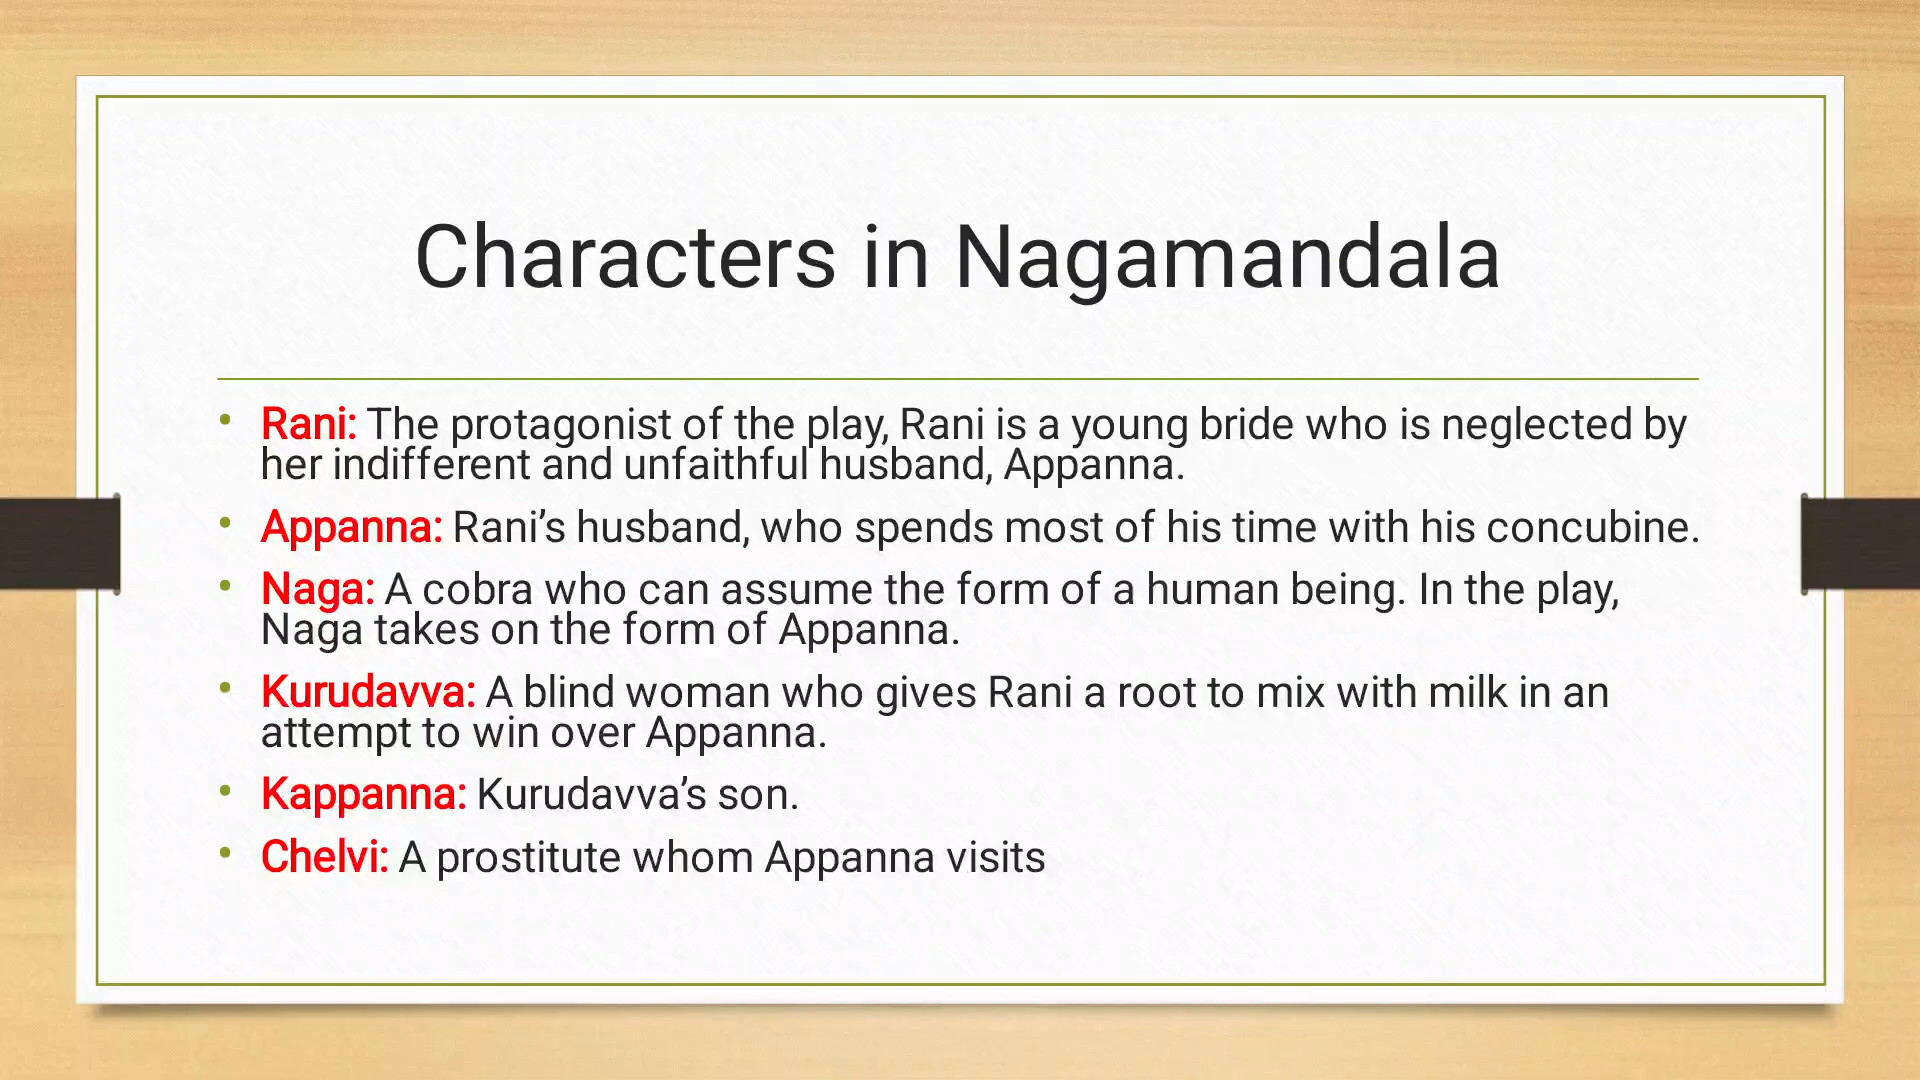 Characters in Nagamandala
• Rani: The protagonist of the play, Rani is a young bride who is neglected by
her indifferent and unfaithful husband, Appanna.
• Appanna: Rani’s husband, who spends most of his time with his concubine.
• Naga: A cobra who can assume the form of a human being. In the play,
Naga takes on the form of Appanna.
• Kurudavva: A blind woman who gives Rani a root to mix with milk in an
attempt to win over Appanna.
• Kappanna: Kurudavva’s son.
• Chelvi: A prostitute whom Appanna visits